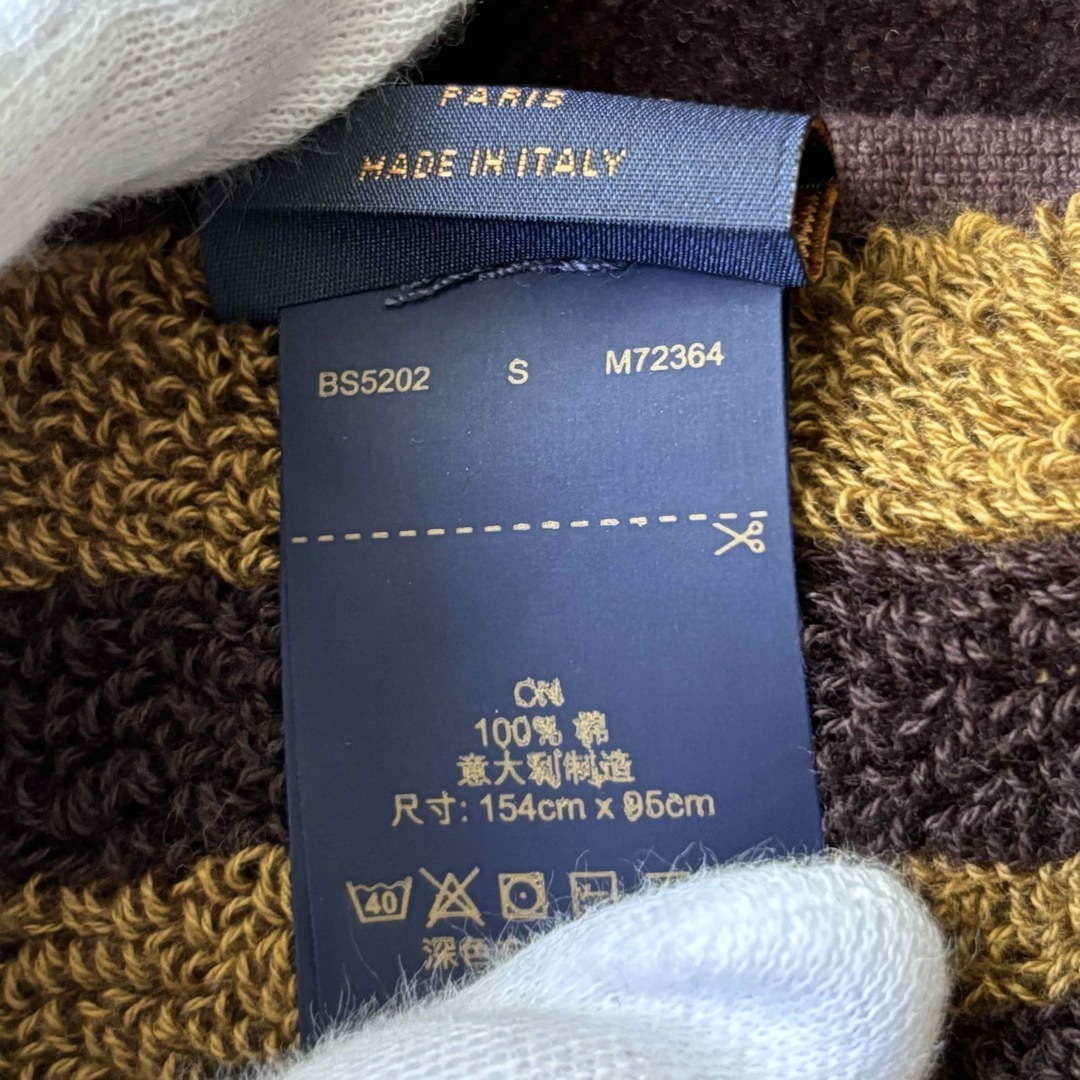 PARIS
MADE IN ITALY
BS5202 S M72364
CN
100% 棉
意大利制造
尺寸: 154cm x 95cm
40
深色